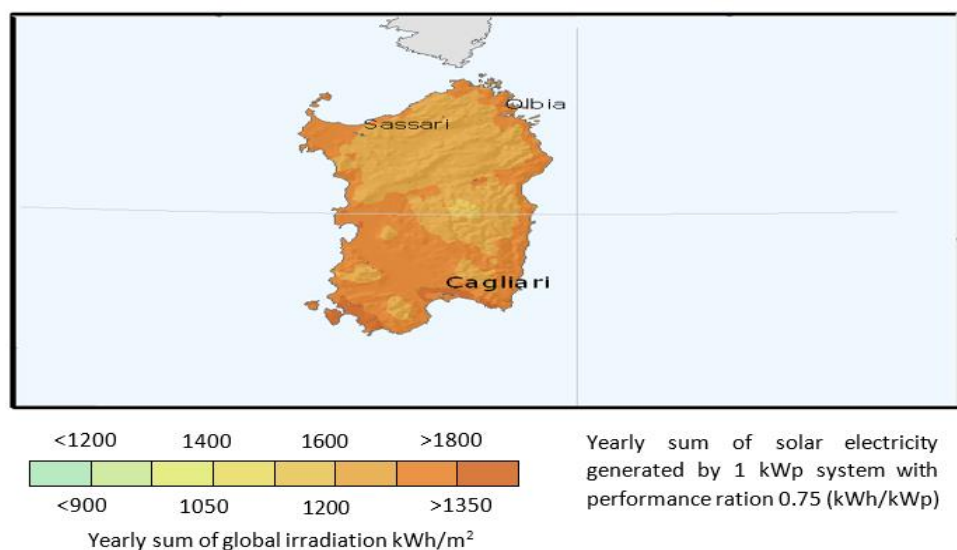 Olbia
Sassari
Cagliari
<1200 1400 1600 >1800
<900 1050 1200 >1350
Yearly sum of global irradiation kWh/m²
Yearly sum of solar electricity
generated by 1 kWp system with
performance ration 0.75 (kWh/kWp)